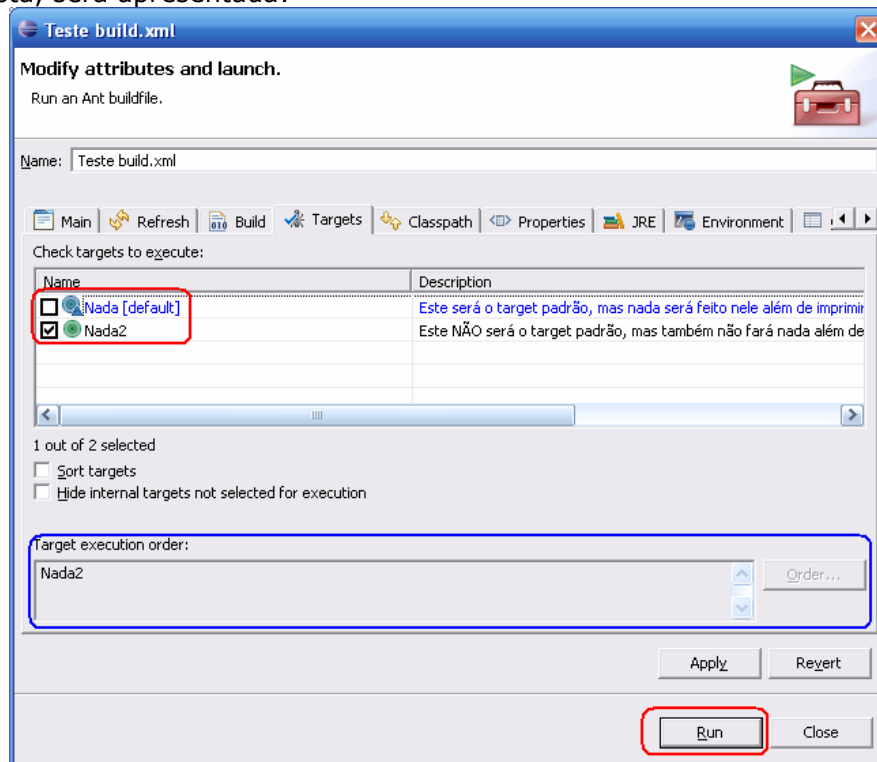 será apresentada:
Teste build.xml
Modify attributes and launch.
Run an Ant buildfile.
Name: Teste build.xml
Main Refresh Build Targets Classpath Properties JRE Environment
Check targets to execute:
Name Description
Nada [default] Este será o target padrão, mas nada será feito nele além de imprimir
Nada2 Este NÃO será o target padrão, mas também não fará nada além de
1 out of 2 selected
Sort targets
Hide internal targets not selected for execution
Target execution order:
Nada2 Order...
Apply Revert
Run Close